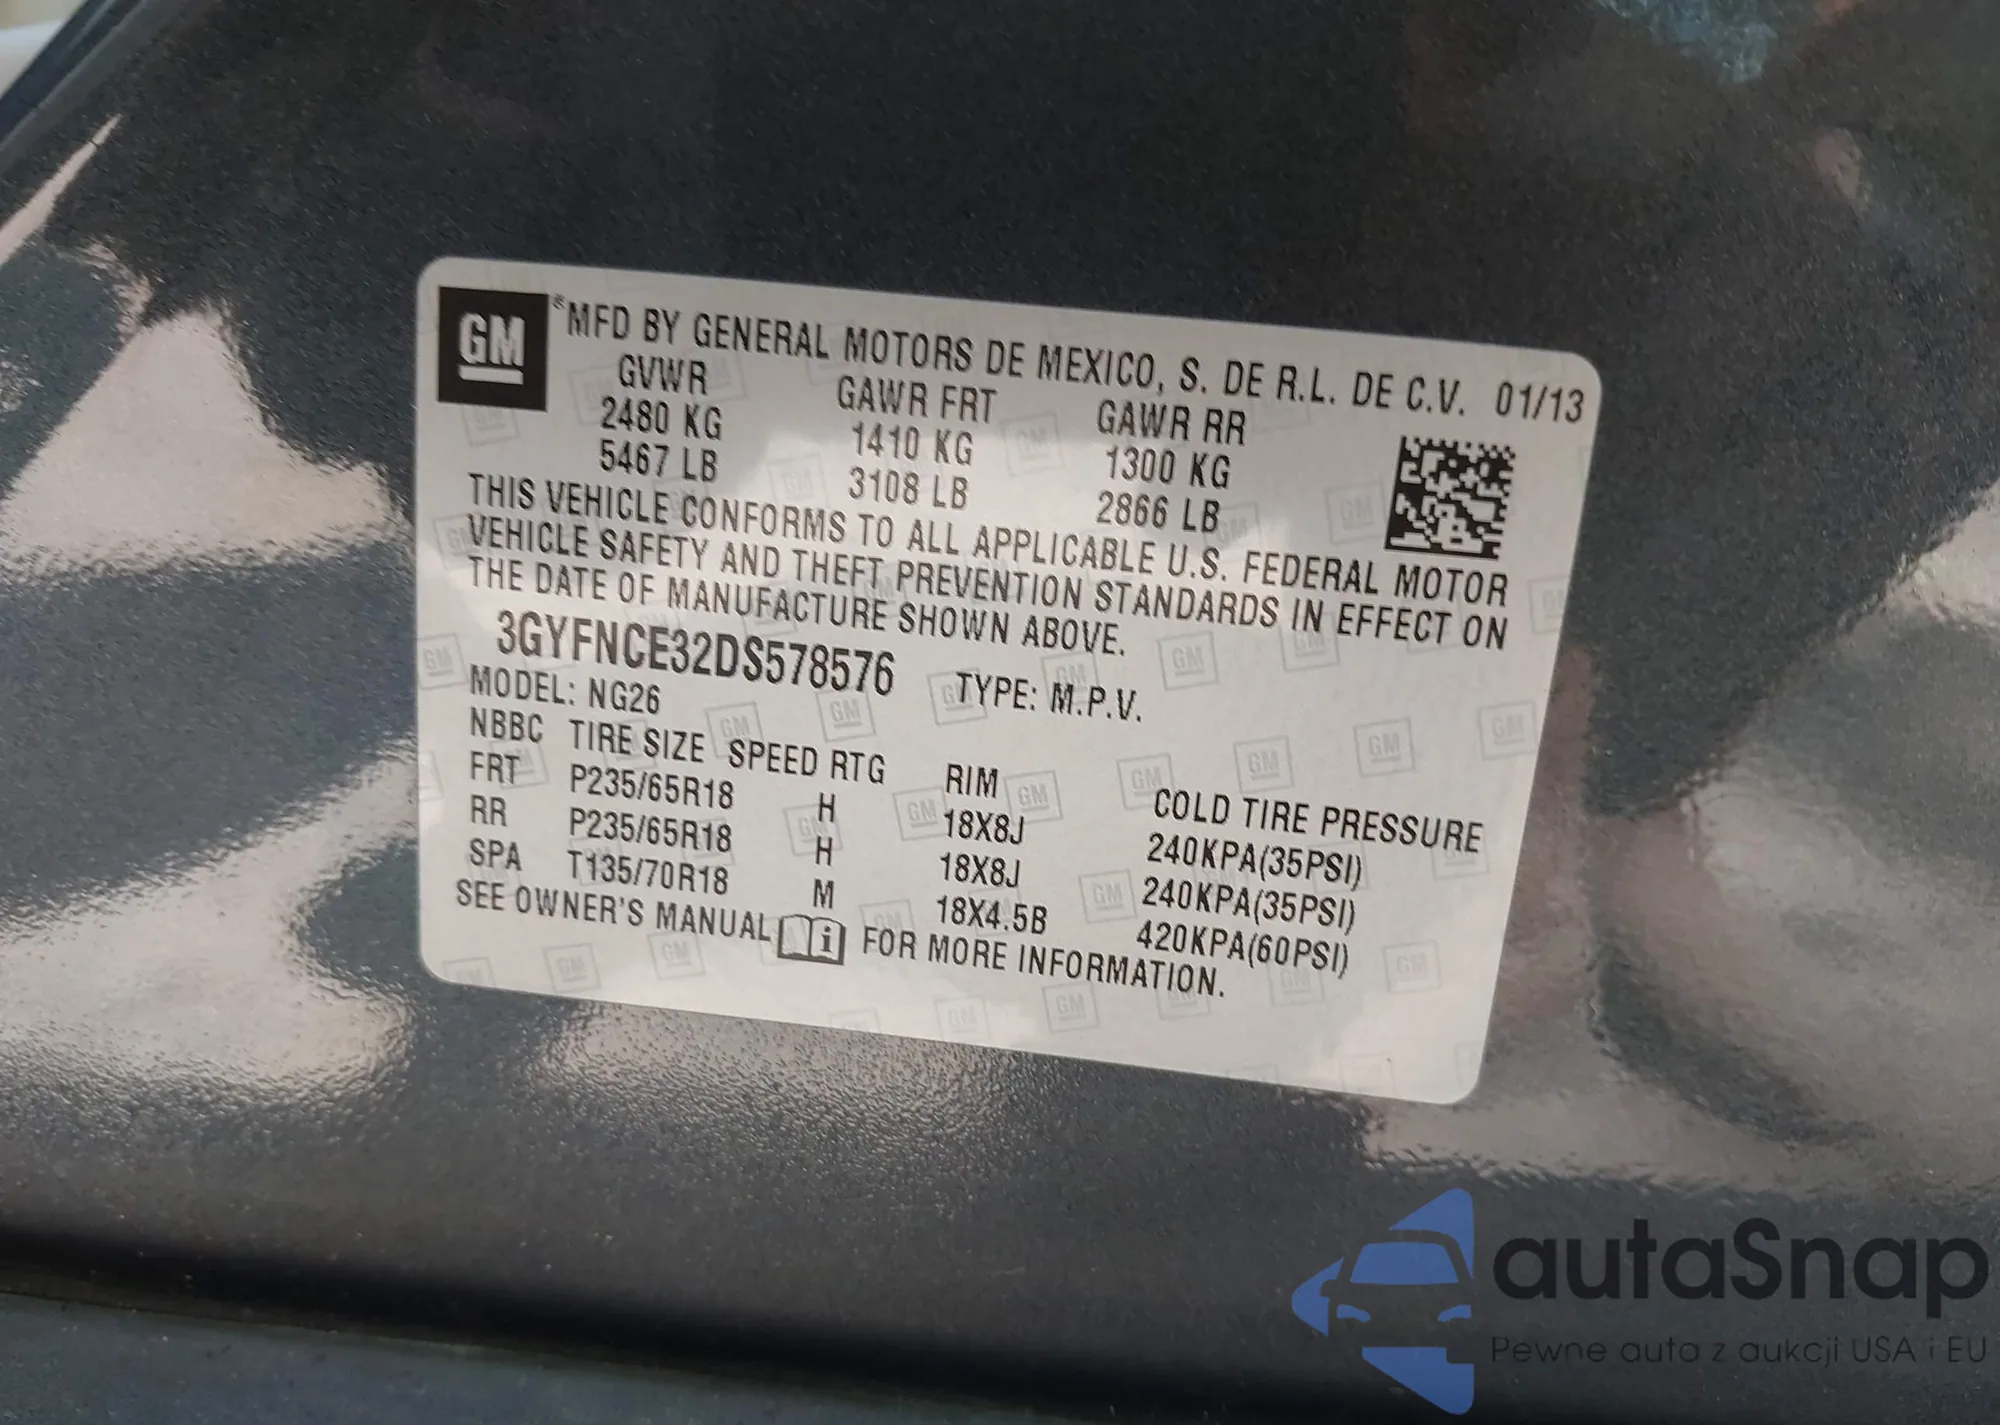 GM ® MFD BY GENERAL MOTORS DE MEXICO, S. DE R.L. DE C.V. 01/13
GVWR GAWR FRT GAWR RR
2480 KG 1410 KG 1300 KG
5467 LB 3108 LB 2866 LB
THIS VEHICLE CONFORMS TO ALL APPLICABLE U.S. FEDERAL MOTOR
VEHICLE SAFETY AND THEFT PREVENTION STANDARDS IN EFFECT ON
THE DATE OF MANUFACTURE SHOWN ABOVE.
3GYFNCE32DS578576 TYPE: M.P.V.
MODEL: NG26
NBBC TIRE SIZE SPEED RTG RIM COLD TIRE PRESSURE
FRT P235/65R18 H 18X8J 240KPA(35PSI)
RR P235/65R18 H 18X8J 240KPA(35PSI)
SPA T135/70R18 M 18X4.5B 420KPA(60PSI)
SEE OWNER'S MANUAL i FOR MORE INFORMATION.
autaSnap
Pewne auta z aukcji USA i EU